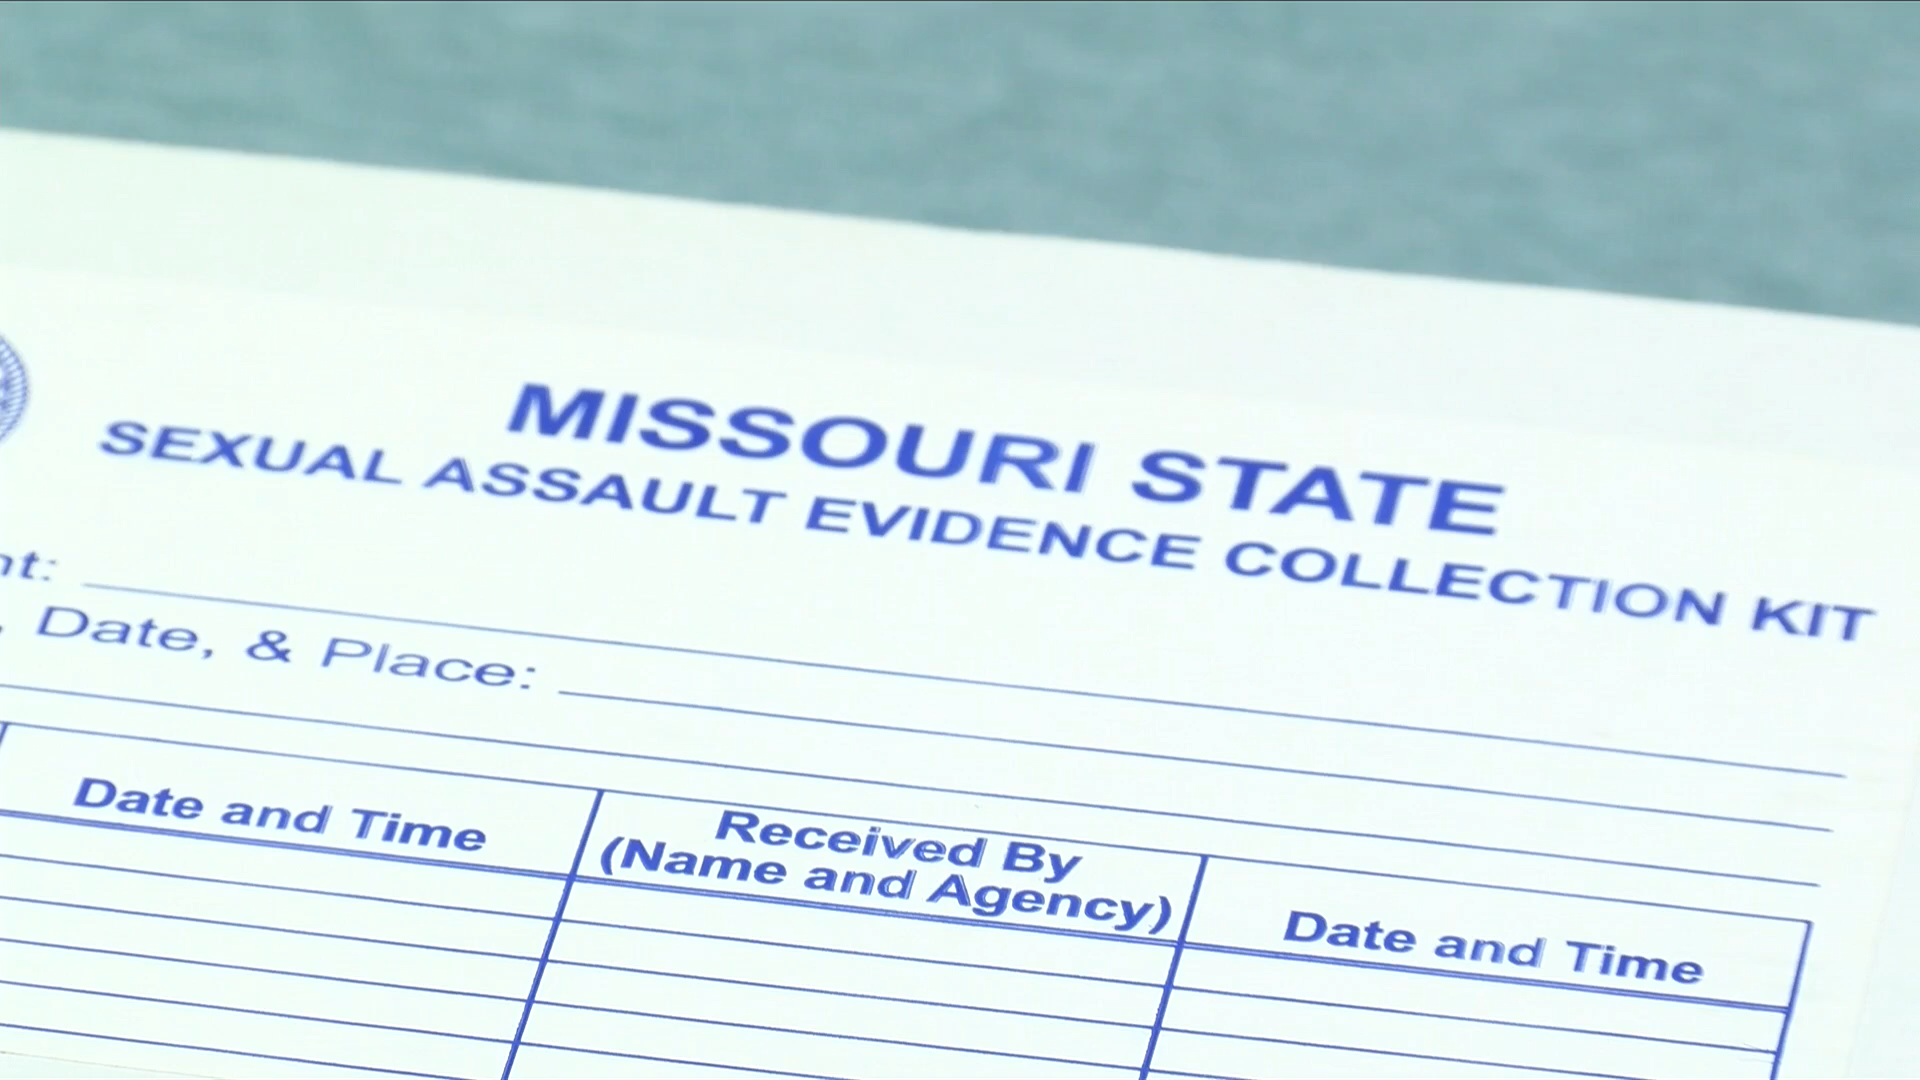 MISSOURI STATE
SEXUAL ASSAULT EVIDENCE COLLECTION KIT
nt:
, Date, & Place:
Date and Time
Received By
(Name and Agency)
Date and Time